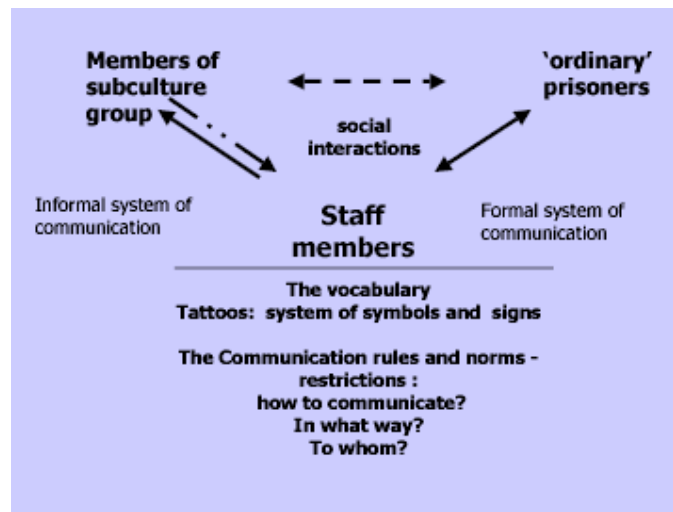 Members of
subculture
group
'ordinary'
prisoners
social
interactions
Informal system of
communication
Staff
members
Formal system of
communication
The vocabulary
Tattoos: system of symbols and signs
The Communication rules and norms -
restrictions :
how to communicate?
In what way?
To whom?